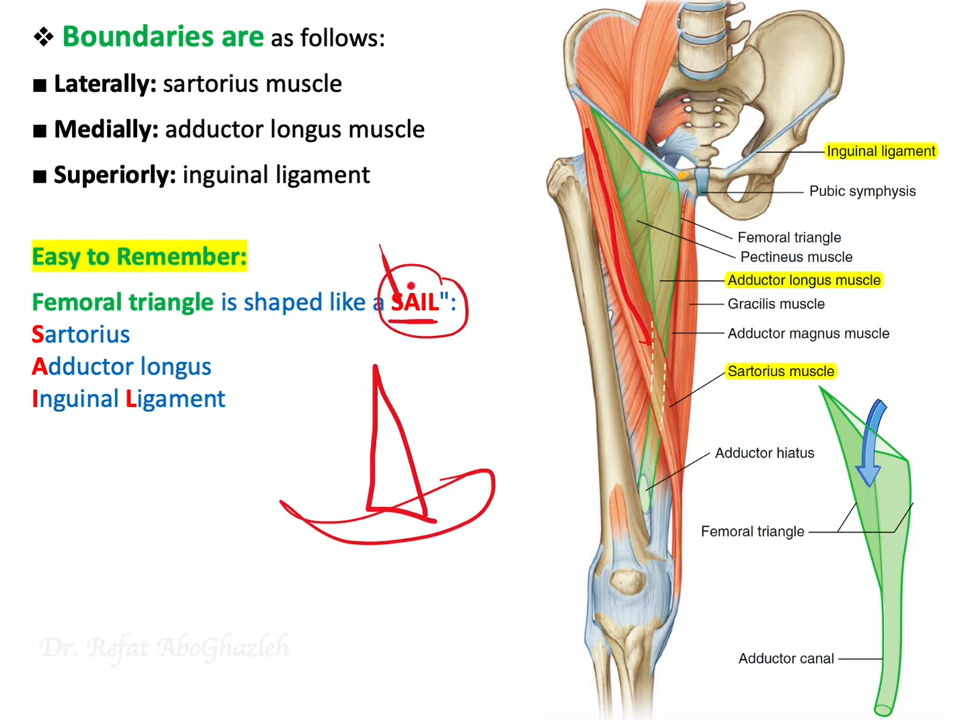 ❖ Boundaries are as follows:
■ Laterally: sartorius muscle
■ Medially: adductor longus muscle
■ Superiorly: inguinal ligament
Easy to Remember:
Femoral triangle is shaped like a SAIL":
Sartorius
Adductor longus
Inguinal Ligament
Dr. Refat AboGhazleh
Inguinal ligament
Pubic symphysis
Femoral triangle
Pectineus muscle
Adductor longus muscle
Gracilis muscle
Adductor magnus muscle
Sartorius muscle
Adductor hiatus
Femoral triangle
Adductor canal